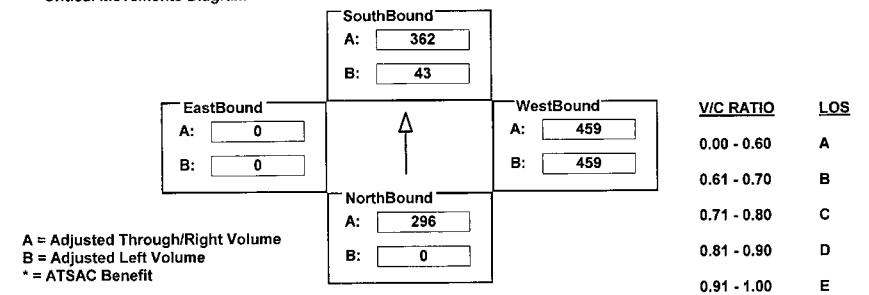 Critical Movements Diagram
SouthBound
A: 362
B: 43
EastBound
A: 0
B: 0
WestBound
A: 459
B: 459
NorthBound
A: 296
B: 0
A = Adjusted Through/Right Volume
B = Adjusted Left Volume
* = ATSAC Benefit
V/C RATIO LOS
0.00 - 0.60 A
0.61 - 0.70 B
0.71 - 0.80 C
0.81 - 0.90 D
0.91 - 1.00 E